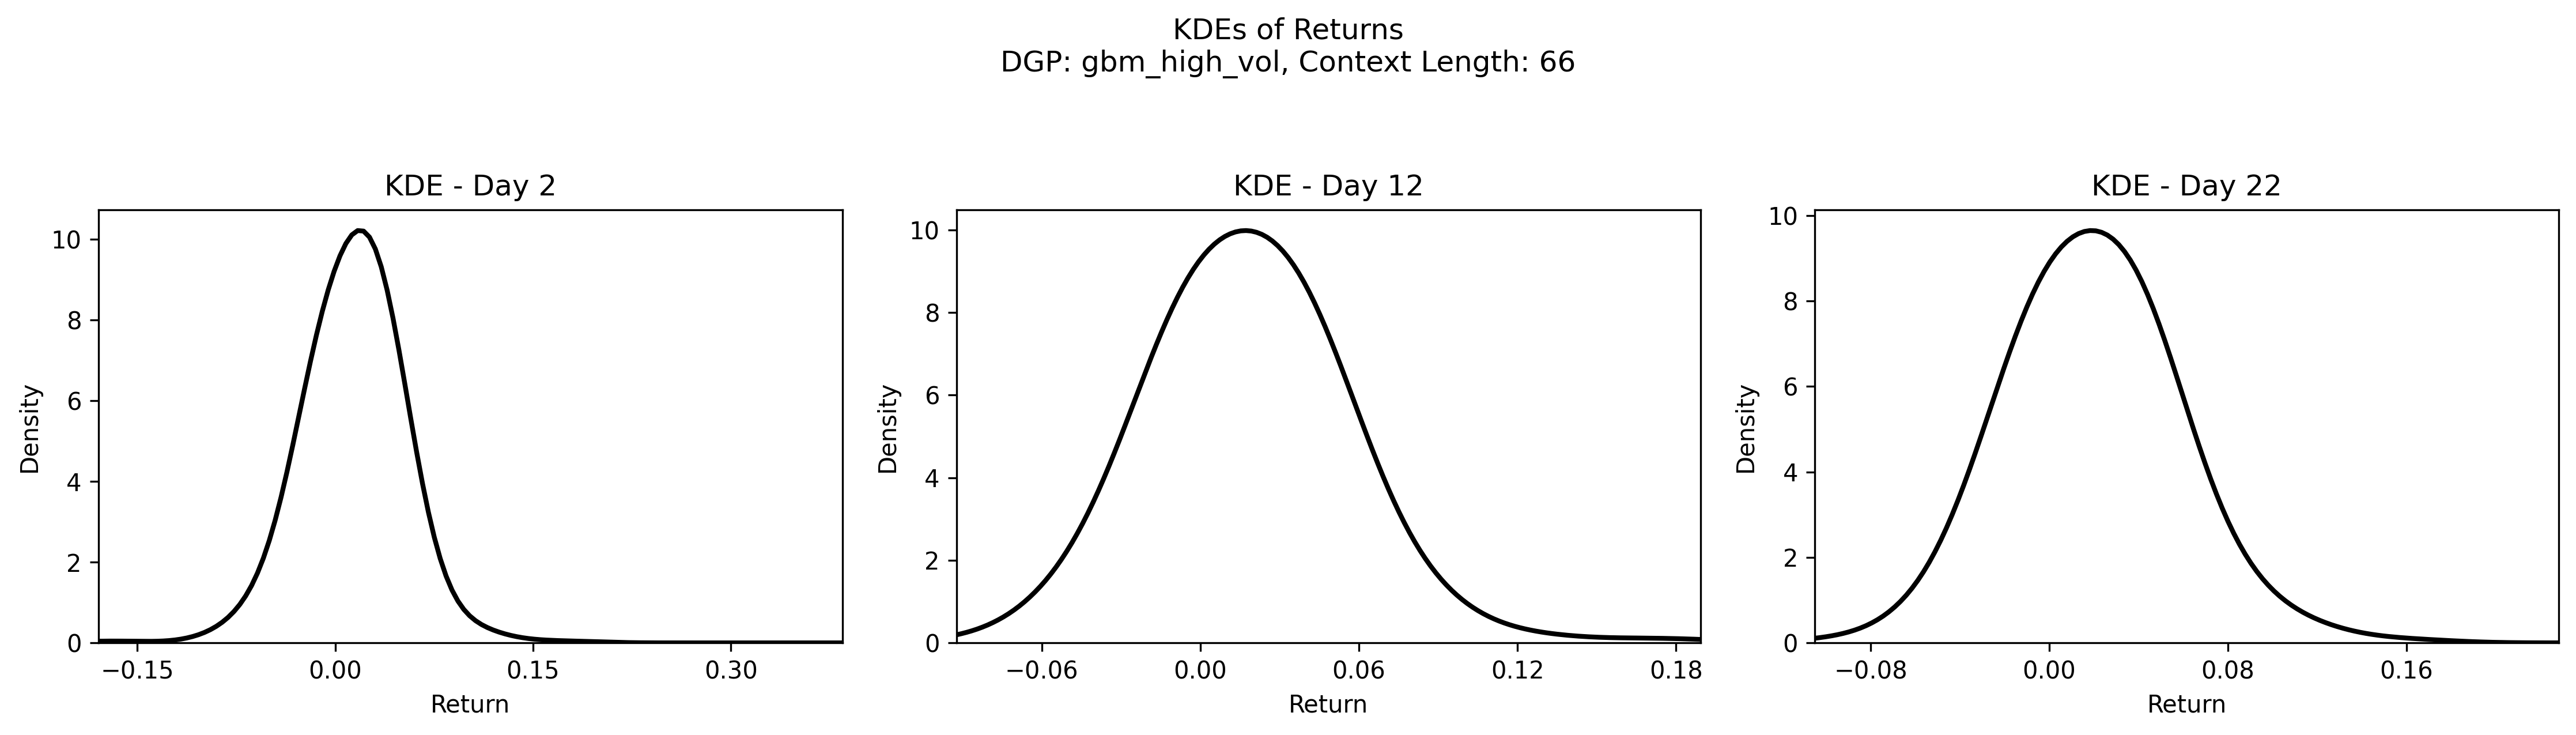 KDEs of Returns
DGP: gbm_high_vol, Context Length: 66
KDE - Day 2
10
8
6
4
2
0
Density
−0.15 0.00 0.15 0.30
Return
KDE - Day 12
10
8
6
4
2
0
Density
−0.06 0.00 0.06 0.12 0.18
Return
KDE - Day 22
10
8
6
4
2
0
Density
−0.08 0.00 0.08 0.16
Return